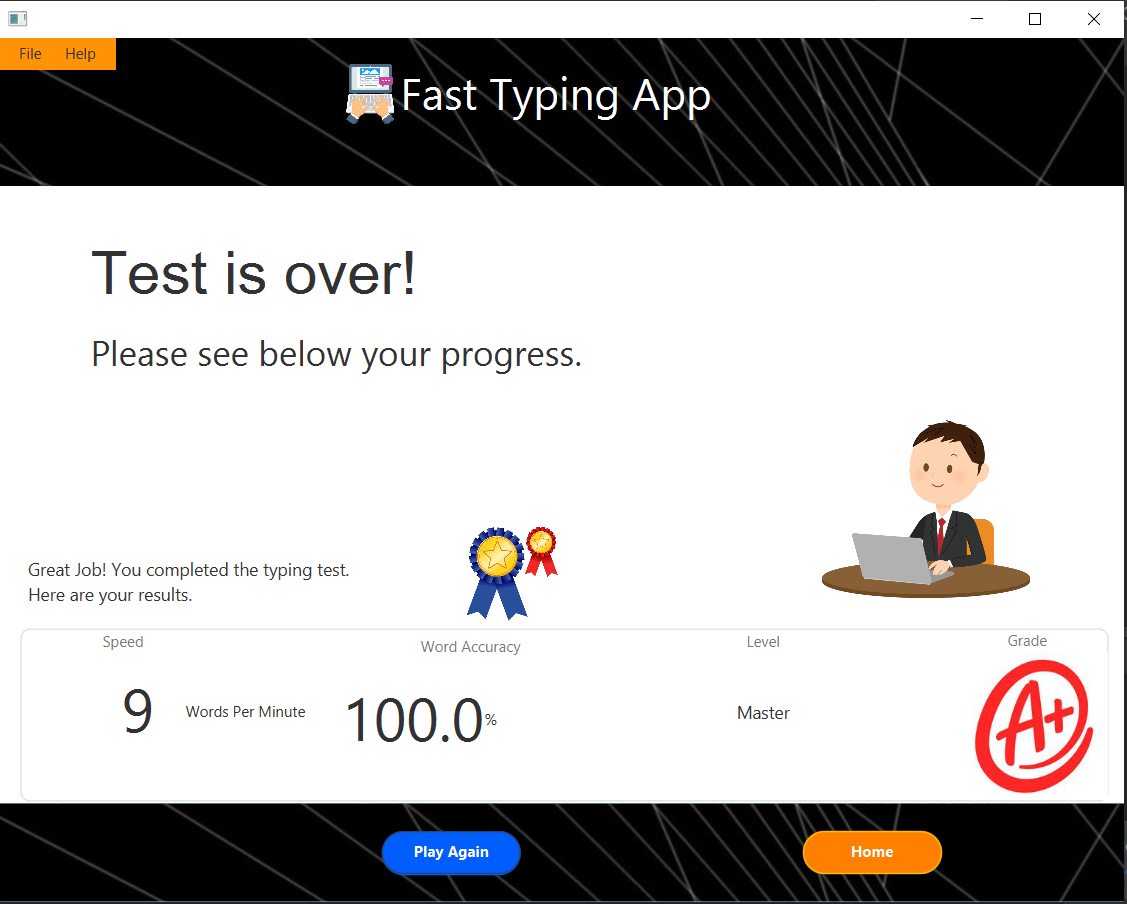 File Help
Fast Typing App
Test is over!
Please see below your progress.
Great Job! You completed the typing test.
Here are your results.
Speed Word Accuracy Level Grade
9 Words Per Minute 100.0% Master A+
Play Again Home